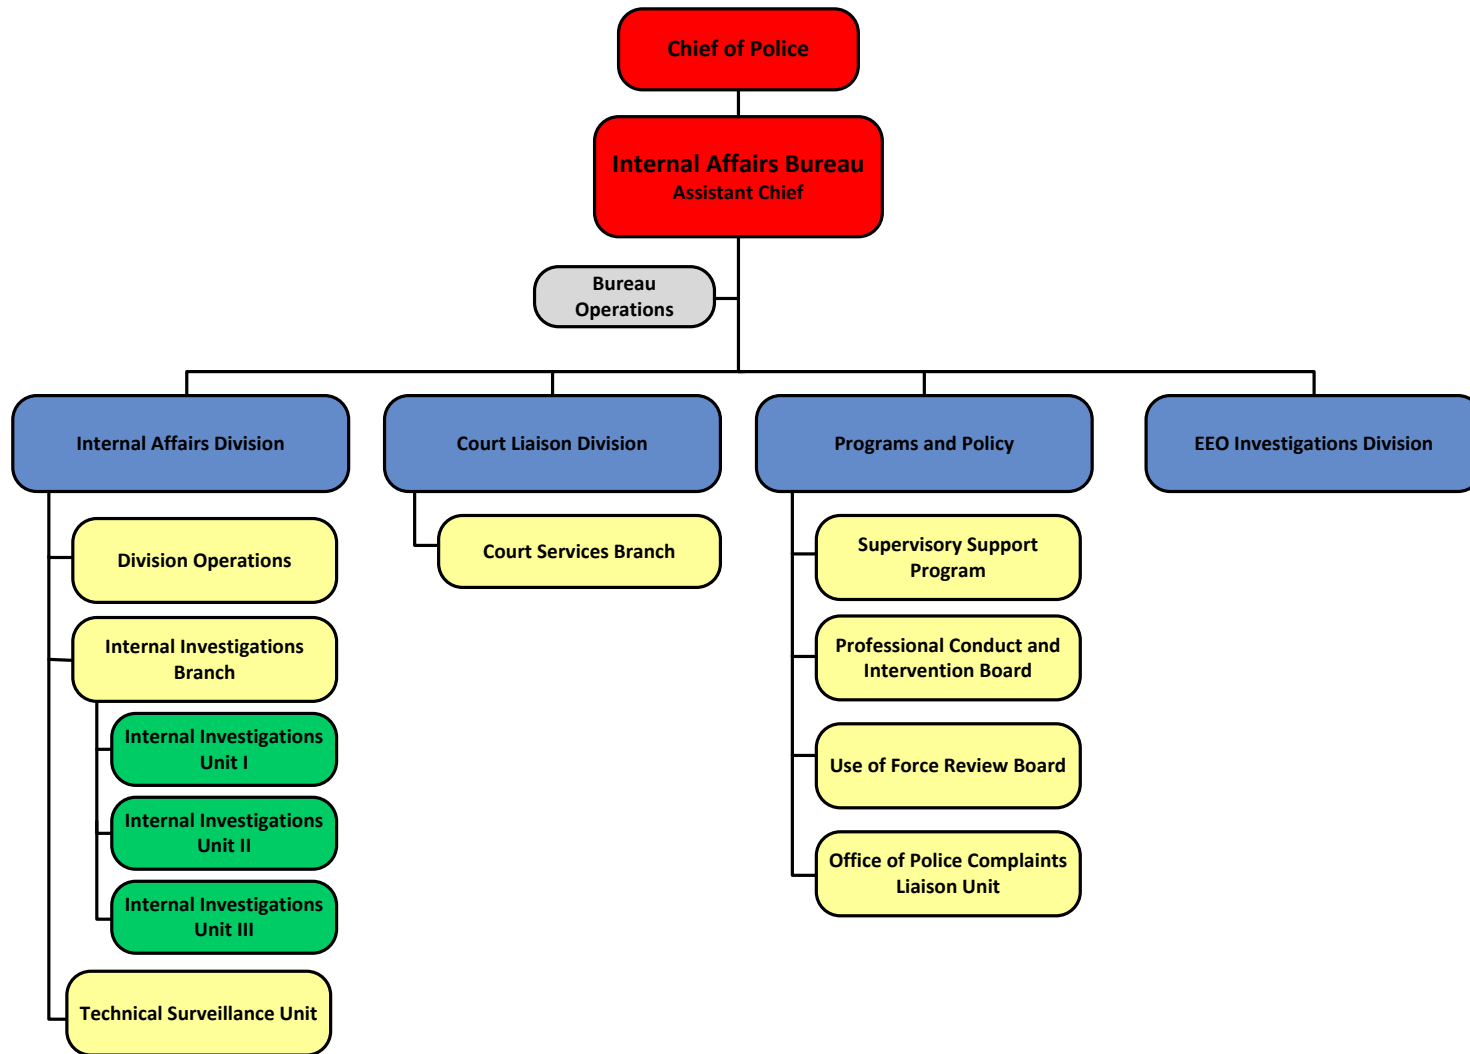 Chief of Police
Internal Affairs Bureau
Assistant Chief
Bureau
Operations
Internal Affairs Division
Court Liaison Division
Programs and Policy
EEO Investigations Division
Division Operations
Internal Investigations
Branch
Internal Investigations
Unit I
Internal Investigations
Unit II
Internal Investigations
Unit III
Technical Surveillance Unit
Court Services Branch
Supervisory Support
Program
Professional Conduct and
Intervention Board
Use of Force Review Board
Office of Police Complaints
Liaison Unit